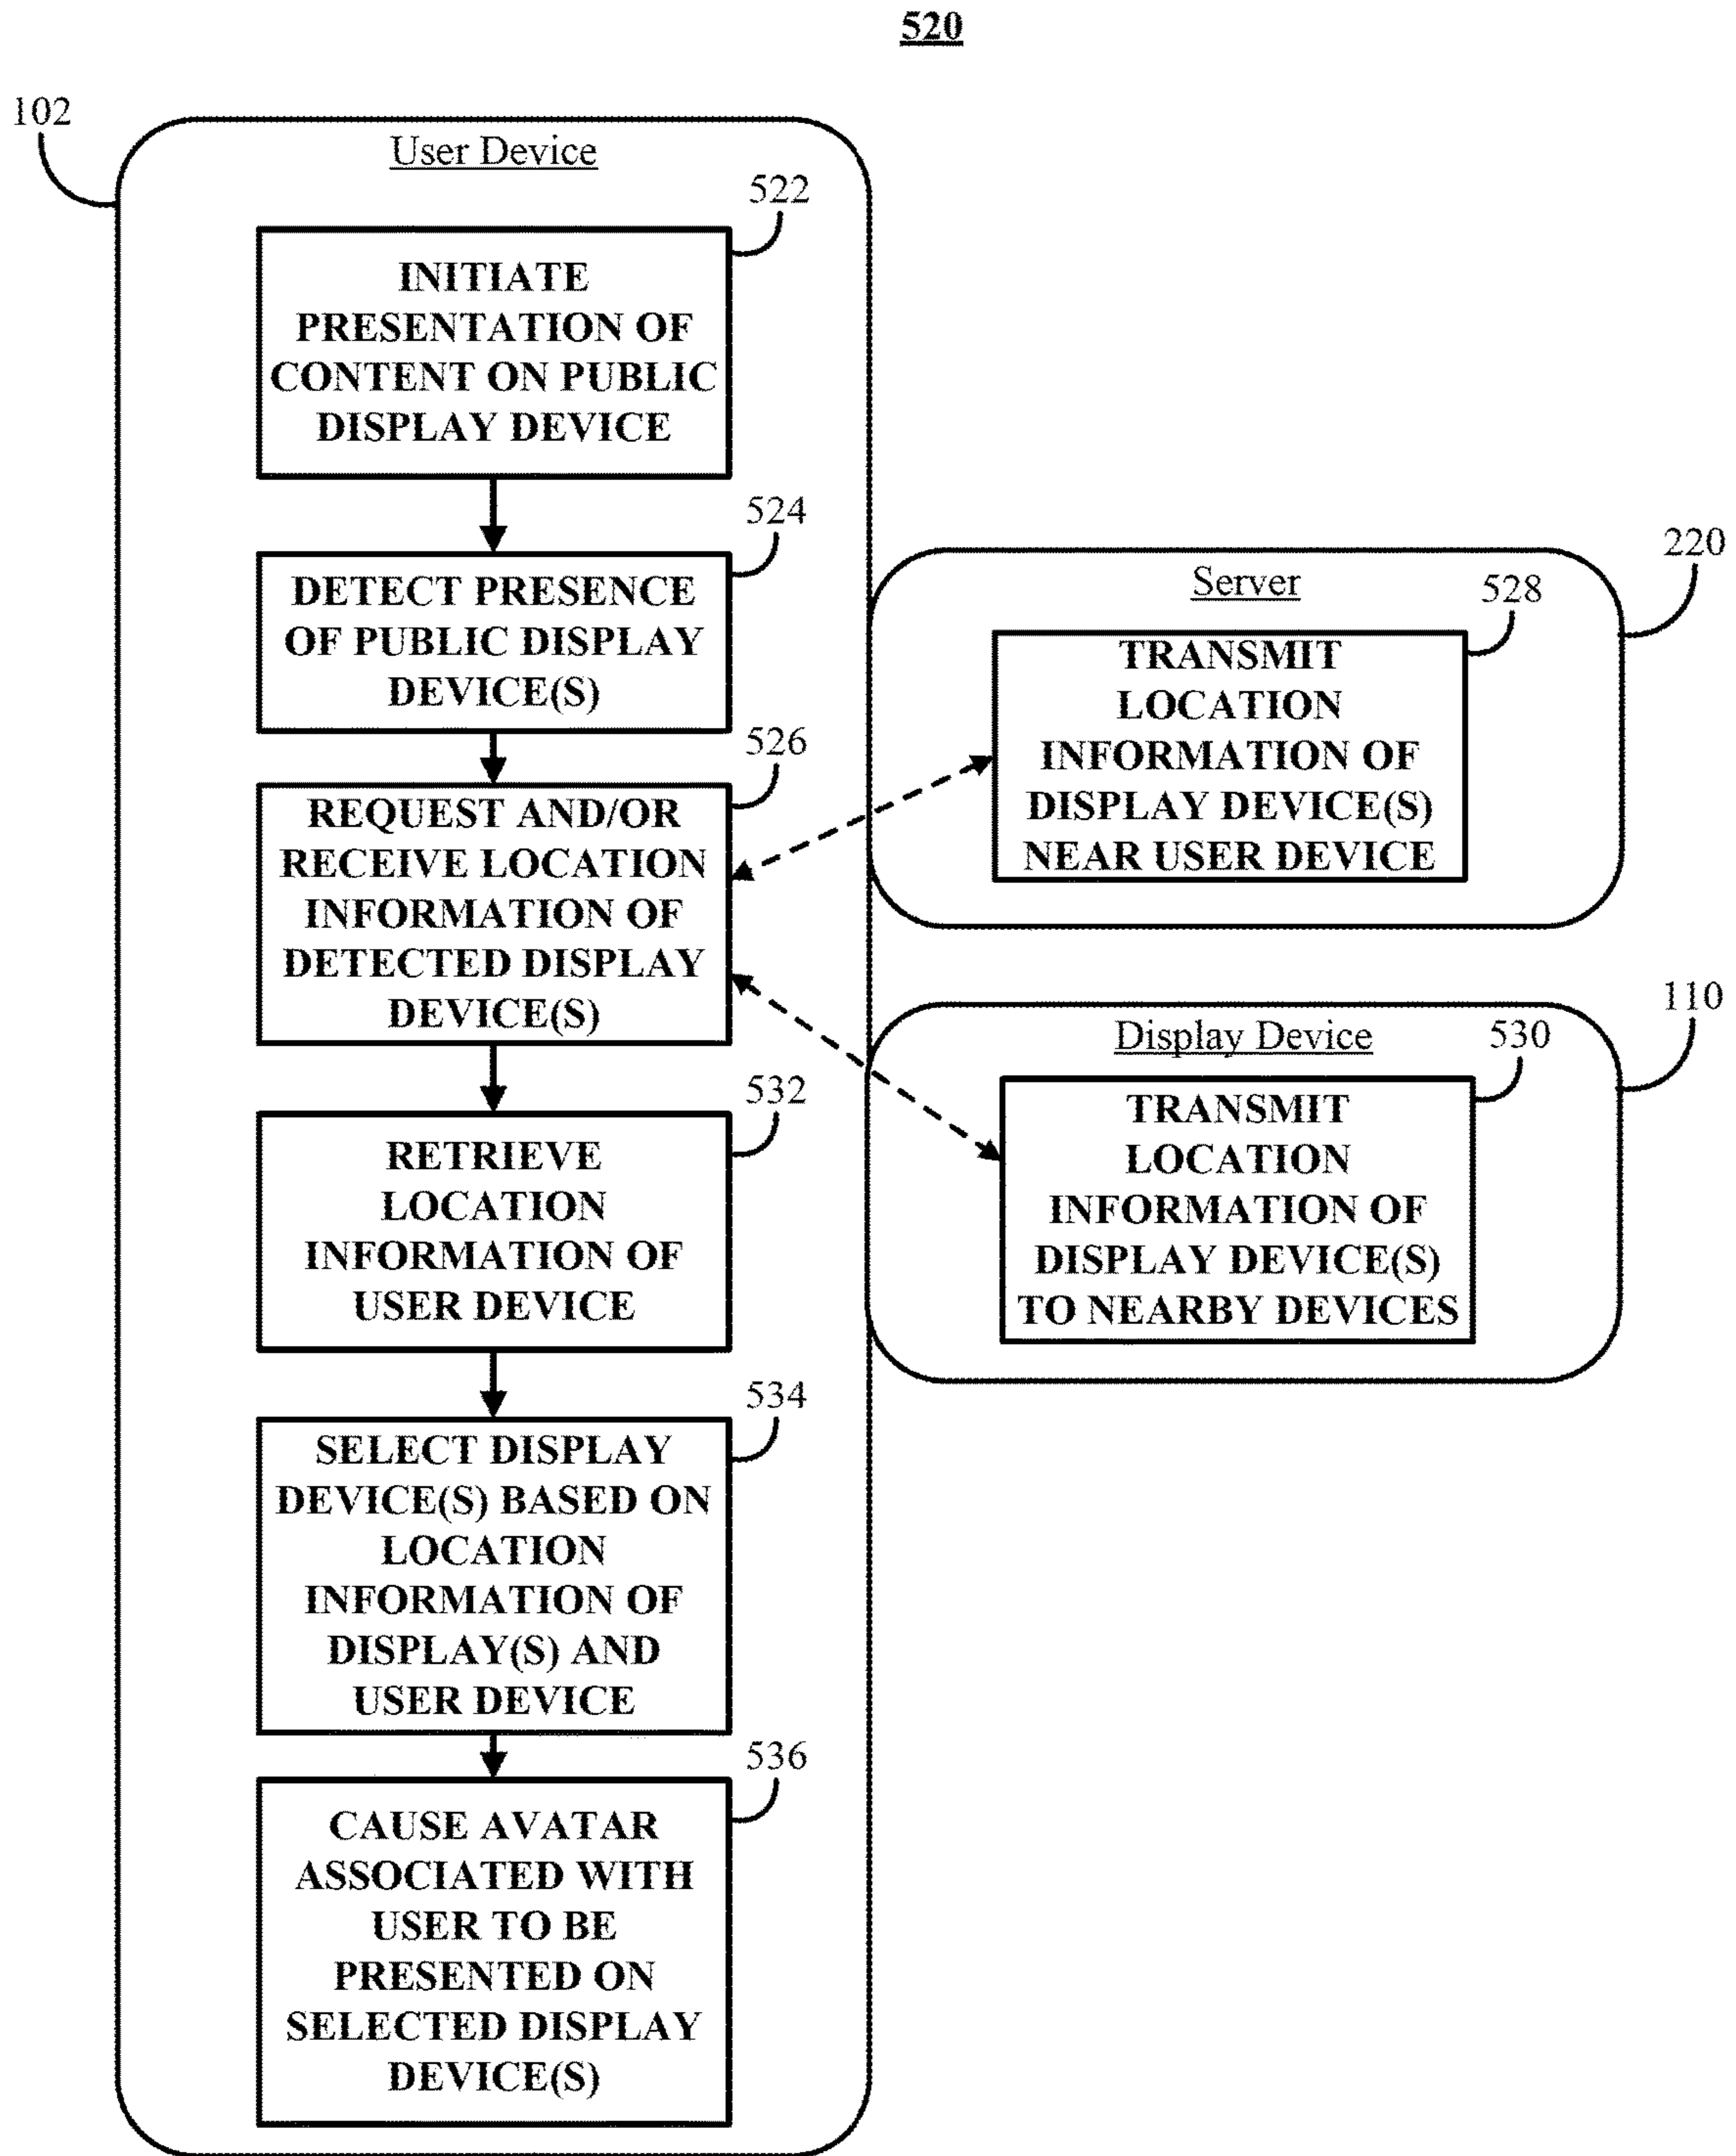 520
102
User Device
522
INITIATE
PRESENTATION OF
CONTENT ON PUBLIC
DISPLAY DEVICE
524
DETECT PRESENCE
OF PUBLIC DISPLAY
DEVICE(S)
526
REQUEST AND/OR
RECEIVE LOCATION
INFORMATION OF
DETECTED DISPLAY
DEVICE(S)
220
Server
528
TRANSMIT
LOCATION
INFORMATION OF
DISPLAY DEVICE(S)
NEAR USER DEVICE
110
Display Device
530
TRANSMIT
LOCATION
INFORMATION OF
DISPLAY DEVICE(S)
TO NEARBY DEVICES
532
RETRIEVE
LOCATION
INFORMATION OF
USER DEVICE
534
SELECT DISPLAY
DEVICE(S) BASED ON
LOCATION
INFORMATION OF
DISPLAY(S) AND
USER DEVICE
536
CAUSE AVATAR
ASSOCIATED WITH
USER TO BE
PRESENTED ON
SELECTED DISPLAY
DEVICE(S)